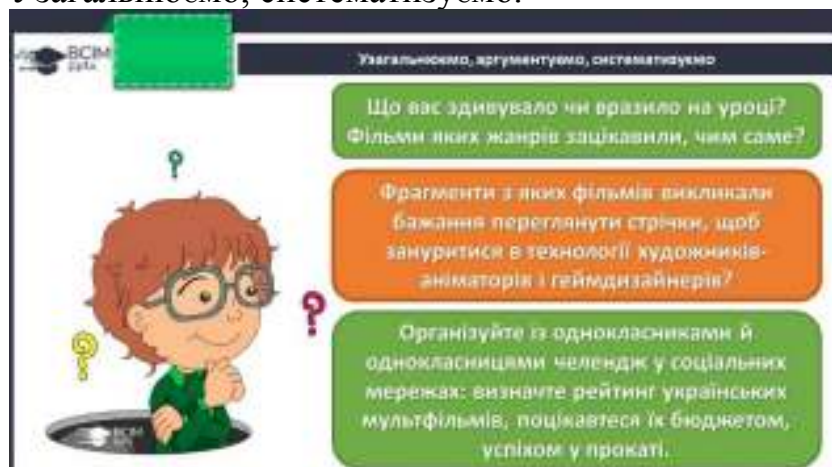 Узагальнюємо, систематизуємо.
ВСІМ
Узагальнюємо, аргументуємо, систематизуємо
Що вас здивувало чи вразило на уроці?
Фільми яких жанрів зацікавили, чим саме?
Фрагменти з яких фільмів викликали
бажання переглянути стрічки, щоб
зануритися в технології художників-
аніматорів і геймдизайнерів?
Організуйте із однокласниками й
однокласницями челендж у соціальних
мережах: визначте рейтинг українських
мультфільмів, поцікавтеся їх бюджетом,
успіхом у прокаті.
ВСІМ